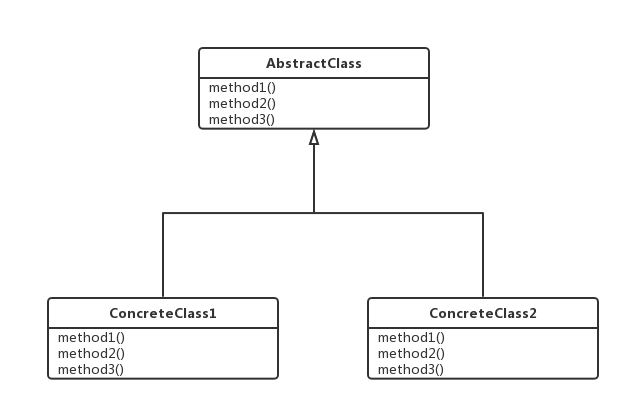 AbstractClass
method1()
method2()
method3()
ConcreteClass1
method1()
method2()
method3()
ConcreteClass2
method1()
method2()
method3()